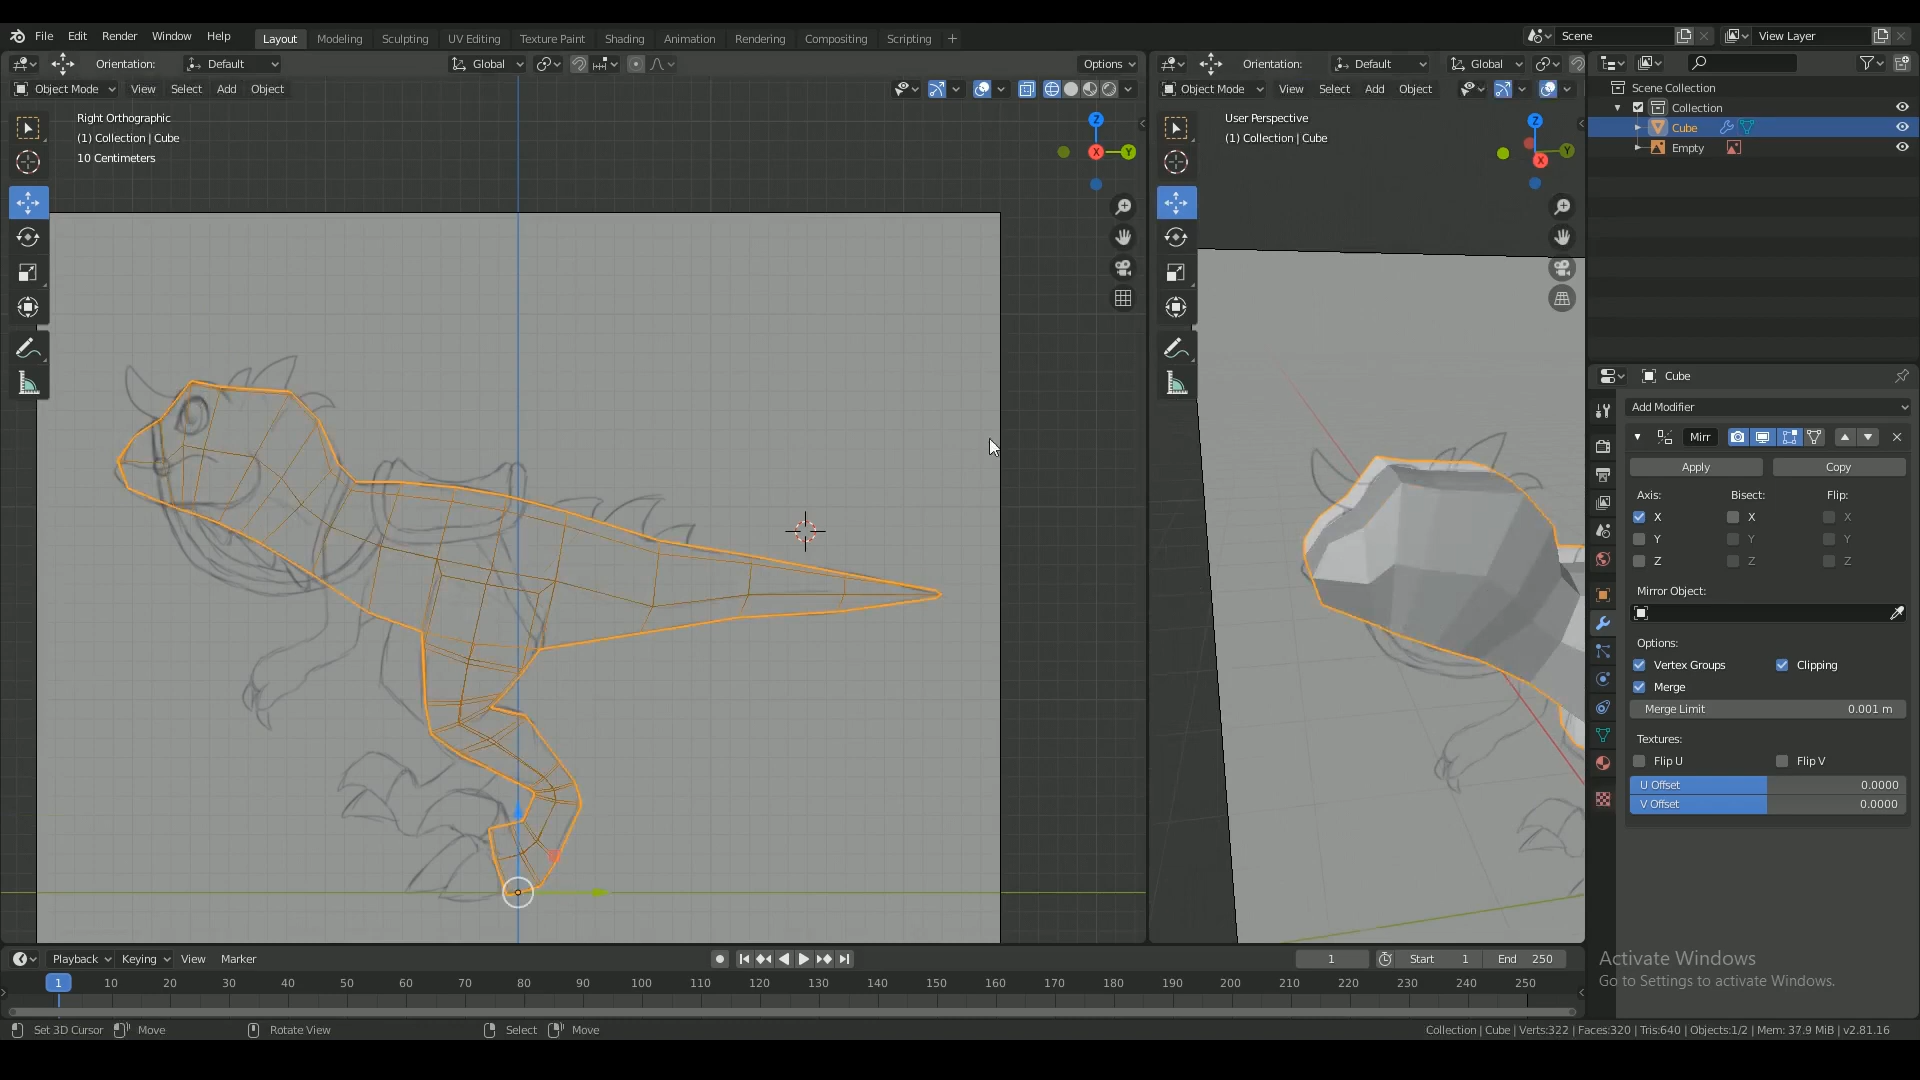 File Edit Render Window Help Layout Modeling Sculpting UV Editing Texture Paint Shading Animation Rendering Compositing Scripting + Scene View Layer
Orientation: Default Global Options Orientation: Default Global
Object Mode View Select Add Object Object Mode View Select Add Object
Right Orthographic
(1) Collection | Cube
10 Centimeters
Z
X
Y
User Perspective
(1) Collection | Cube
Z
Y
X
Scene Collection
Collection
Cube
Empty
Cube
Add Modifier
Mirr
Apply Copy
Axis: Bisect: Flip:
X X X
Y Y Y
Z Z Z
Mirror Object:
Options:
Vertex Groups Clipping
Merge
Merge Limit 0.001 m
Textures:
Flip U Flip V
U Offset 0.0000
V Offset 0.0000
Activate Windows
Go to Settings to activate Windows.
Playback Keying View Marker 1 Start 1 End 250
1 10 20 30 40 50 60 70 80 90 100 110 120 130 140 150 160 170 180 190 200 210 220 230 240 250
Set 3D Cursor Move Rotate View Select Move Collection | Cube | Verts:322 | Faces:320 | Tris:640 | Objects:1/2 | Mem: 37.9 MiB | v2.81.16